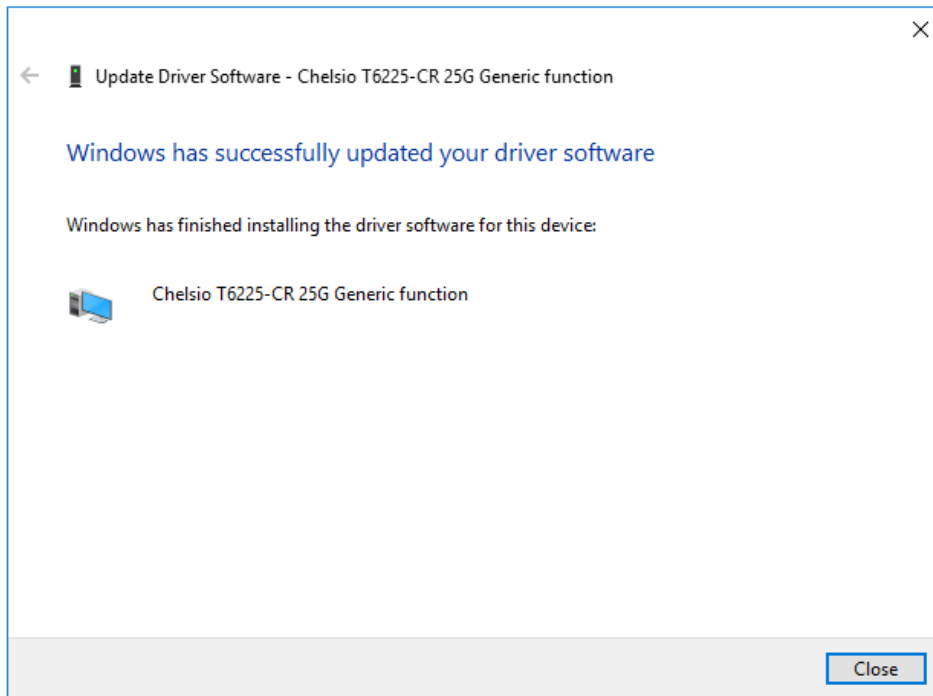 Update Driver Software - Chelsio T6225-CR 25G Generic function
Windows has successfully updated your driver software
Windows has finished installing the driver software for this device:
Chelsio T6225-CR 25G Generic function
Close